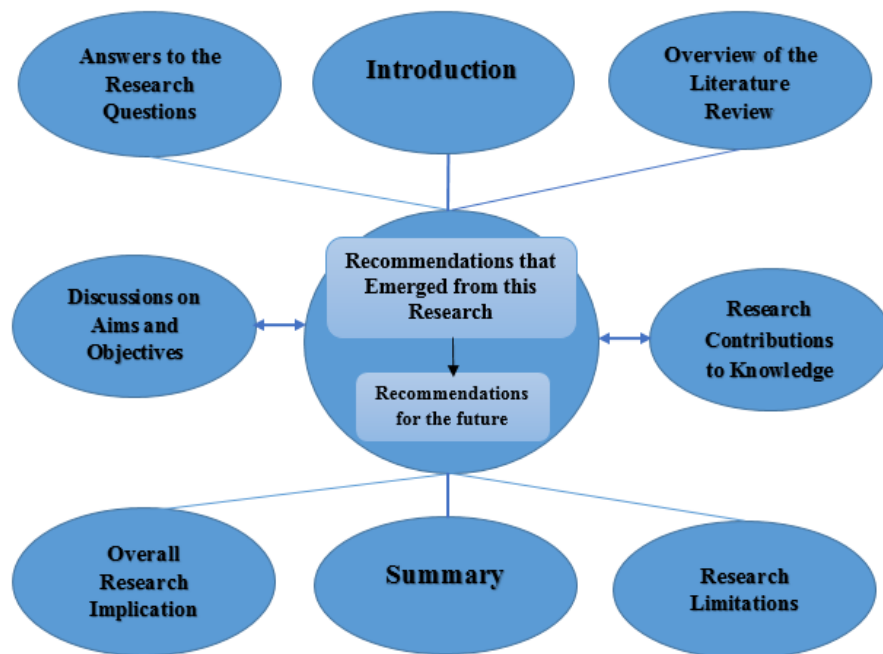 Answers to the
Research
Questions
Introduction
Overview of the
Literature
Review
Discussions on
Aims and
Objectives
Recommendations that
Emerged from this
Research
Recommendations
for the future
Research
Contributions
to Knowledge
Overall
Research
Implication
Summary
Research
Limitations